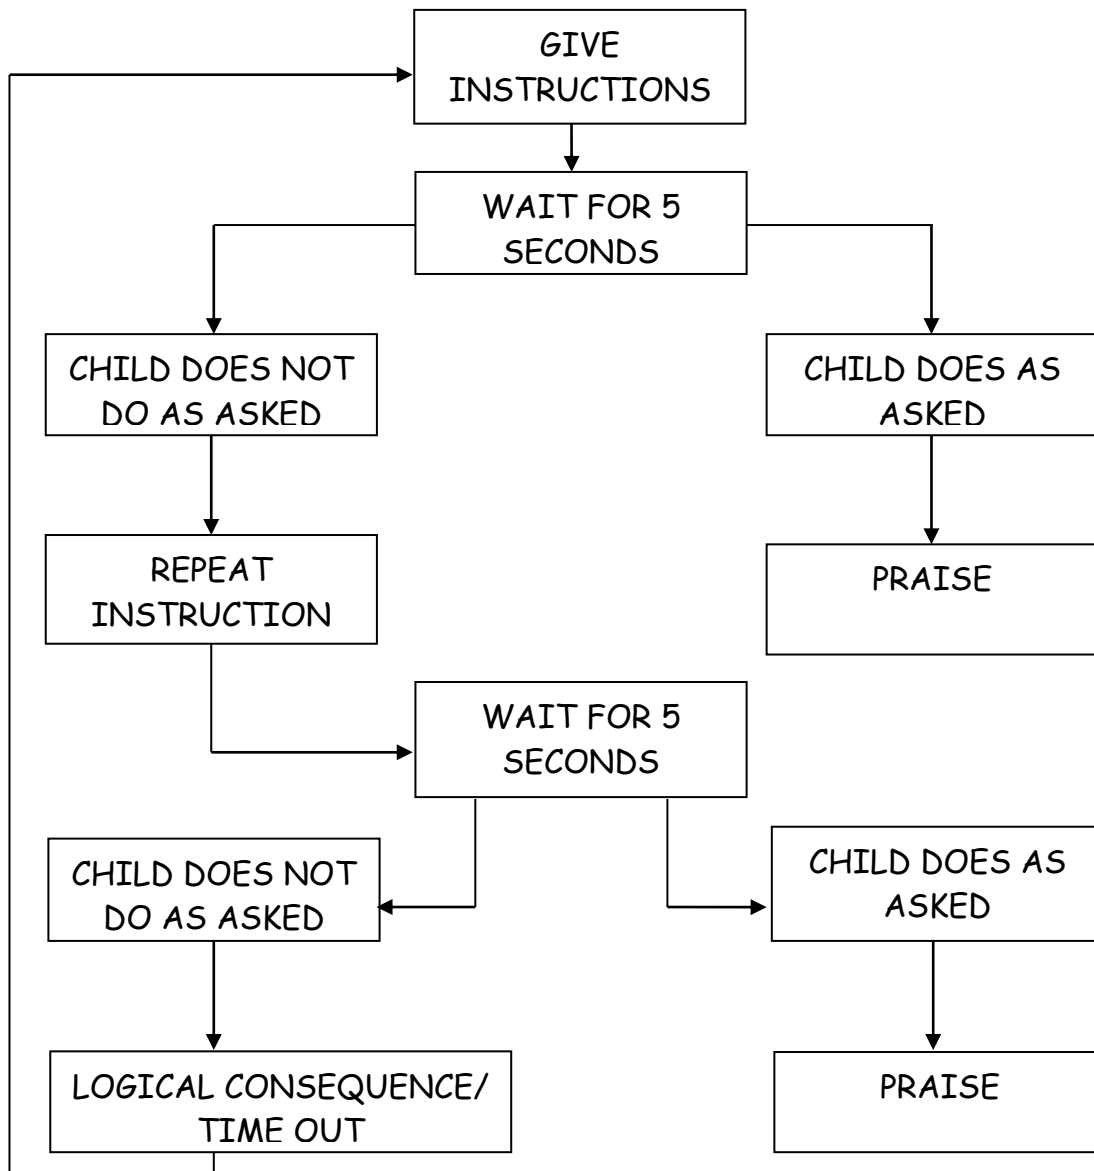 GIVE
INSTRUCTIONS
WAIT FOR 5
SECONDS
CHILD DOES NOT
DO AS ASKED
CHILD DOES AS
ASKED
REPEAT
INSTRUCTION
PRAISE
WAIT FOR 5
SECONDS
CHILD DOES NOT
DO AS ASKED
CHILD DOES AS
ASKED
LOGICAL CONSEQUENCE/
TIME OUT
PRAISE